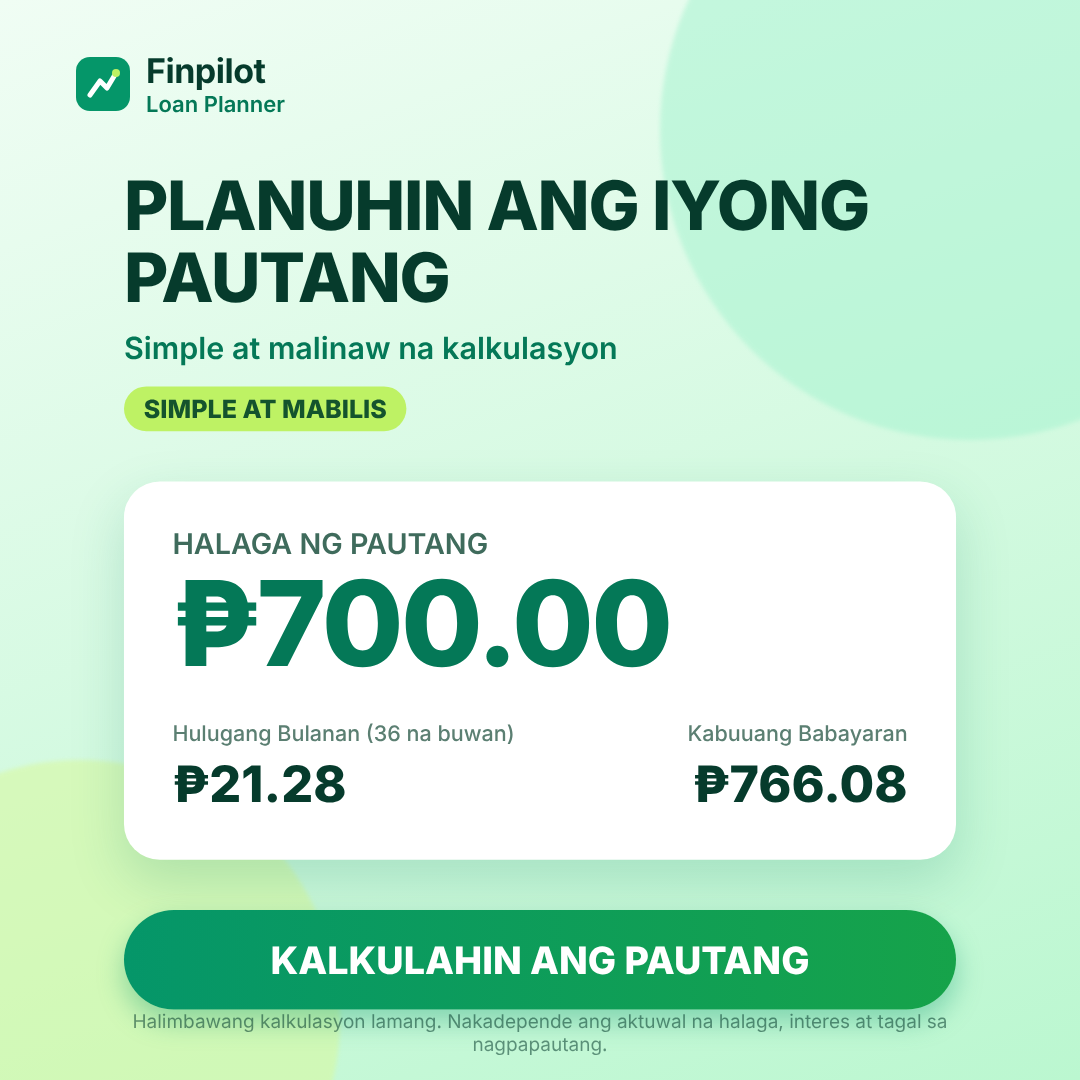 Finpilot
Loan Planner
PLANUHIN ANG IYONG
PAUTANG
Simple at malinaw na kalkulasyon
SIMPLE AT MABILIS
HALAGA NG PAUTANG
₱700.00
Hulugang Bulanan (36 na buwan)
₱21.28
Kabuuang Babayaran
₱766.08
KALKULAHIN ANG PAUTANG
Halimbawang kalkulasyon lamang. Nakadepende ang aktuwal na halaga, interes at tagal sa
nagpapautang.